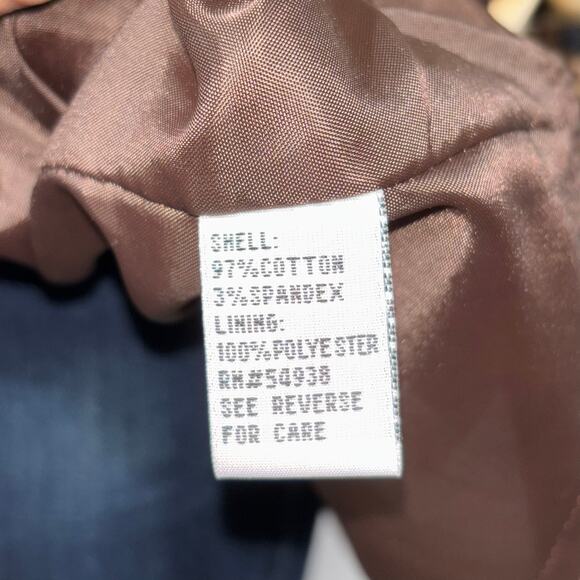 SHELL:
97%COTTON
3%SPANDEX
LINING:
100%POLYESTER
RN#54938
SEE REVERSE
FOR CARE